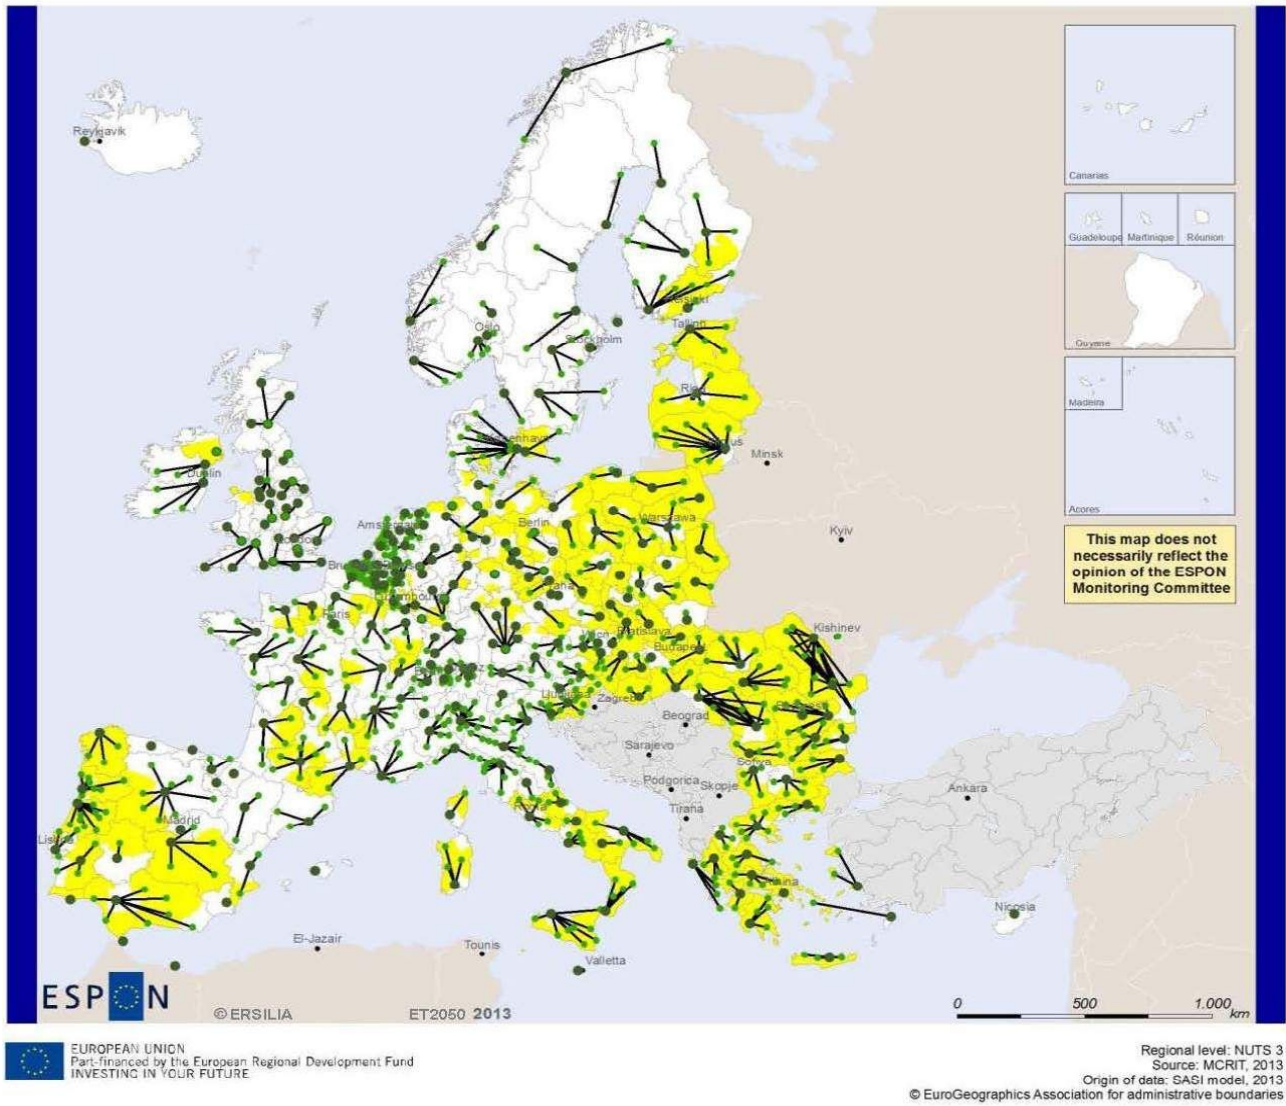 Reykjavik
Canarias
Guadeloupe
Martinique
Réunion
Guyane
Madeira
Acores
This map does not
necessarily reflect the
opinion of the ESPON
Monitoring Committee
Oslo
Helsinki
Tallinn
Stockholm
Riga
Minsk
Dublin
Berlin
Warszawa
Kyiv
London
Paris
Kishinev
Bratislava
Budapest
Zagreb
Beograd
Sarajevo
Sofiya
Podgorica
Skopje
Tirana
Ankara
Madrid
Roma
Athina
Nicosia
El-Jazair
Tounis
Valletta
ESPON
© ERSILIA
ET2050 2013
0
500
1.000
km
EUROPEAN UNION
Part-financed by the European Regional Development Fund
INVESTING IN YOUR FUTURE
Regional level: NUTS 3
Source: MCRIT, 2013
Origin of data: SASI model, 2013
© EuroGeographics Association for administrative boundaries